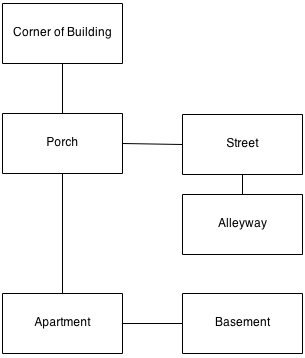 Corner of Building
Porch
Street
Alleyway
Apartment
Basement